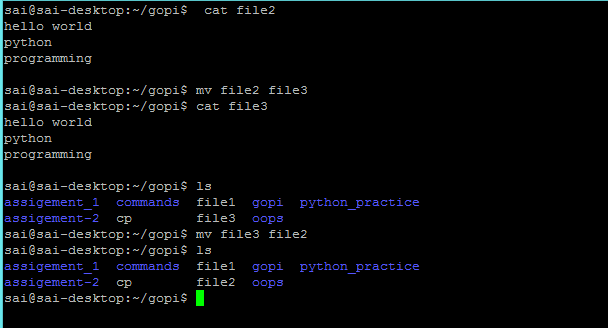 sai@sai-desktop:~/gopi$  cat file2
hello world
python
programming

sai@sai-desktop:~/gopi$ mv file2 file3
sai@sai-desktop:~/gopi$ cat file3
hello world
python
programming

sai@sai-desktop:~/gopi$ ls
assigement_1  commands  file1  gopi  python_practice
assigement-2  cp        file3  oops
sai@sai-desktop:~/gopi$ mv file3 file2
sai@sai-desktop:~/gopi$ ls
assigement_1  commands  file1  gopi  python_practice
assigement-2  cp        file2  oops
sai@sai-desktop:~/gopi$